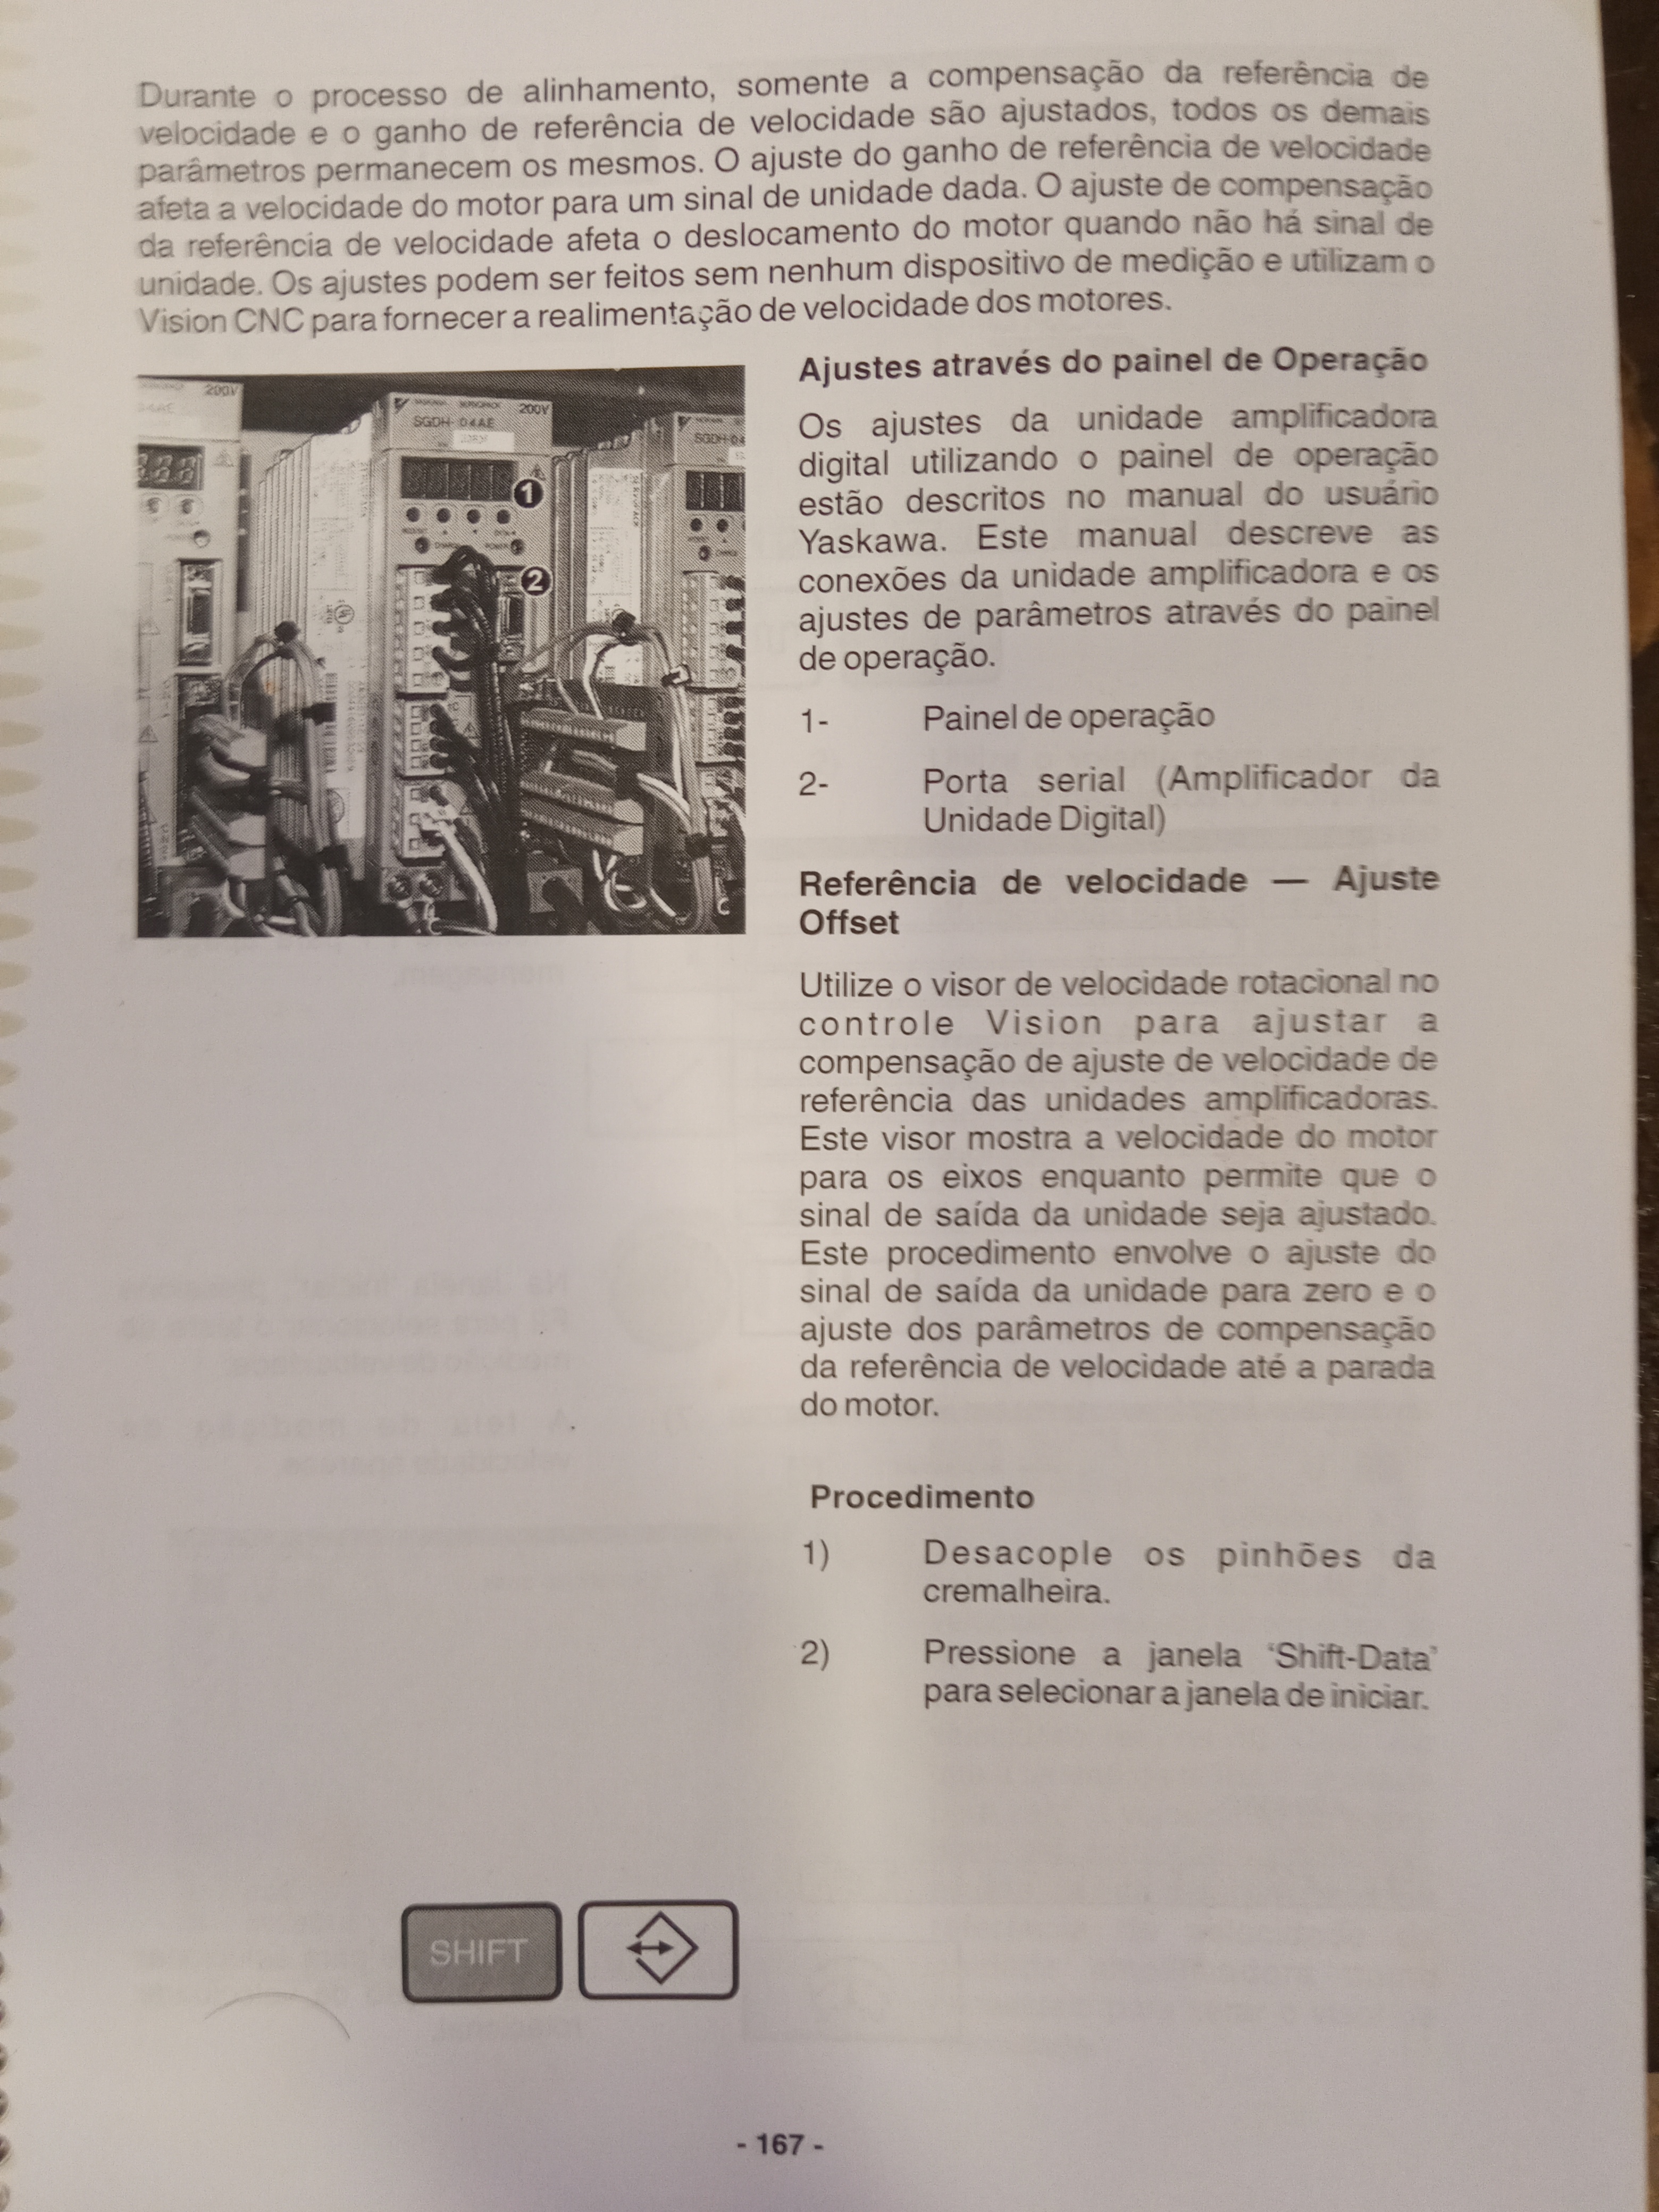 Durante o processo de alinhamento, somente a compensação da referência de
velocidade e o ganho de referência de velocidade são ajustados, todos os demais
parâmetros permanecem os mesmos. O ajuste do ganho de referência de velocidade
afeta a velocidade do motor para um sinal de unidade dada. O ajuste de compensação
da referência de velocidade afeta o deslocamento do motor quando não há sinal de
unidade. Os ajustes podem ser feitos sem nenhum dispositivo de medição e utilizam o
Vision CNC para fornecer a realimentação de velocidade dos motores.
200V
SGDH- 04AE
200V
SGDH-04
1
2
Ajustes através do painel de Operação
Os ajustes da unidade amplificadora
digital utilizando o painel de operação
estão descritos no manual do usuário
Yaskawa. Este manual descreve as
conexões da unidade amplificadora e os
ajustes de parâmetros através do painel
de operação.
1- Painel de operação
2- Porta serial (Amplificador da
Unidade Digital)
Referência de velocidade — Ajuste
Offset
Utilize o visor de velocidade rotacional no
controle Vision para ajustar a
compensação de ajuste de velocidade de
referência das unidades amplificadoras.
Este visor mostra a velocidade do motor
para os eixos enquanto permite que o
sinal de saída da unidade seja ajustado.
Este procedimento envolve o ajuste do
sinal de saída da unidade para zero e o
ajuste dos parâmetros de compensação
da referência de velocidade até a parada
do motor.
Procedimento
1) Desacople os pinhões da
cremalheira.
2) Pressione a janela ‘Shift-Data’
para selecionar a janela de iniciar.
SHIFT
- 167 -